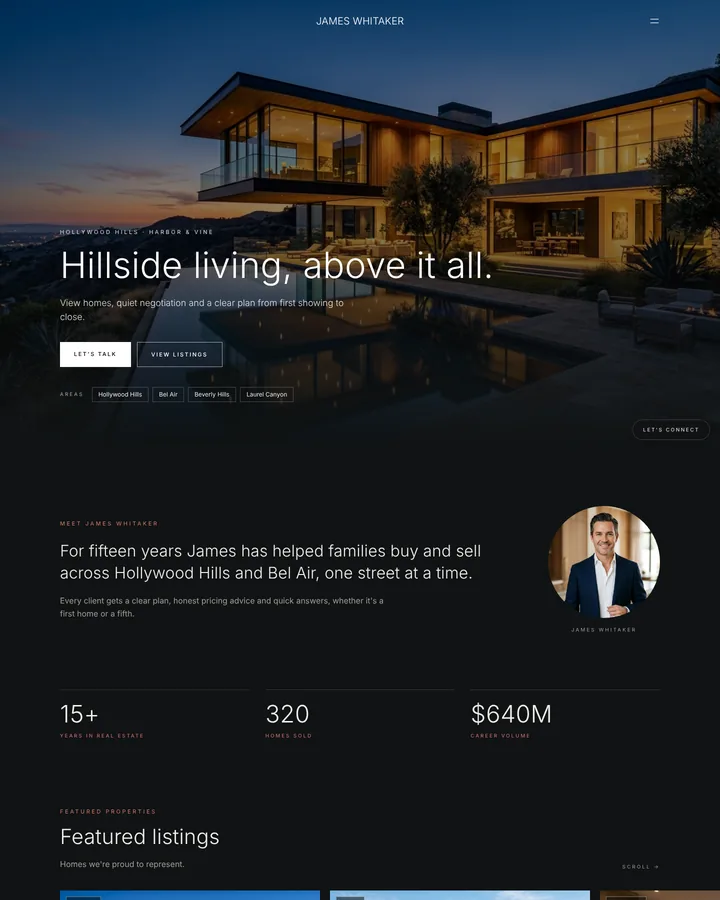 JAMES WHITAKER
HOLLYWOOD HILLS · HARBOR & VINE
Hillside living, above it all.
View homes, quiet negotiation and a clear plan from first showing to
close.
LET'S TALK
VIEW LISTINGS
AREAS
Hollywood Hills
Bel Air
Beverly Hills
Laurel Canyon
LET'S CONNECT
MEET JAMES WHITAKER
For fifteen years James has helped families buy and sell
across Hollywood Hills and Bel Air, one street at a time.
Every client gets a clear plan, honest pricing advice and quick answers, whether it's a
first home or a fifth.
JAMES WHITAKER
15+
YEARS IN REAL ESTATE
320
HOMES SOLD
$640M
CAREER VOLUME
FEATURED PROPERTIES
Featured listings
Homes we're proud to represent.
SCROLL →